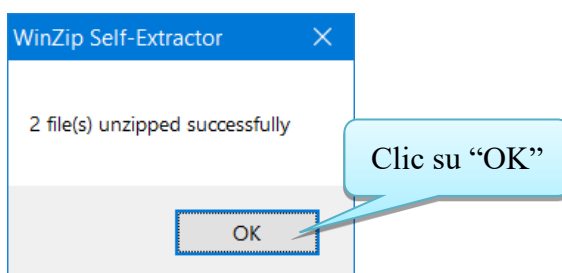 WinZip Self-Extractor
2 file(s) unzipped successfully
Clic su “OK”
OK